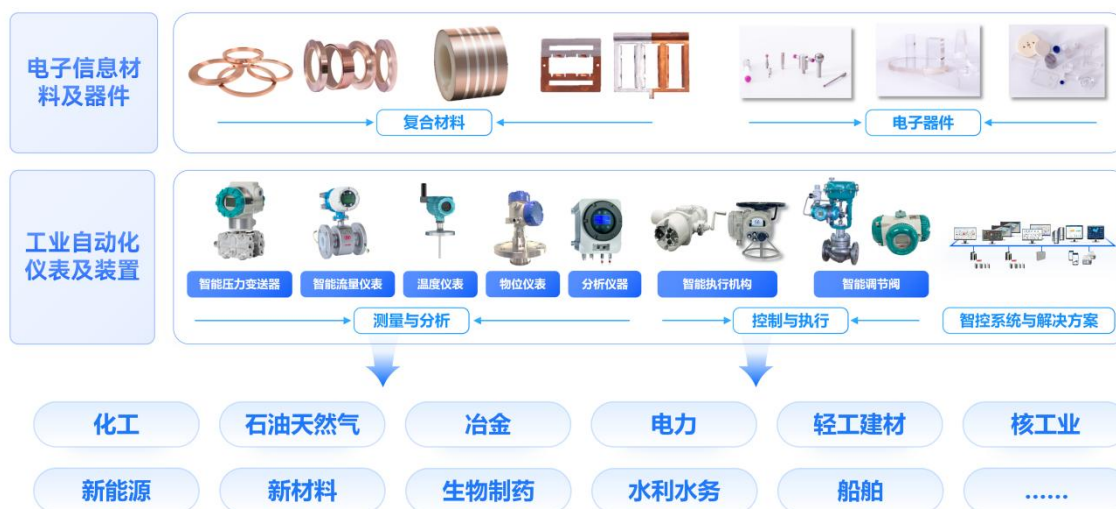 电子信息材
料及器件
复合材料
电子器件
工业自动化
仪表及装置
智能压力变送器
智能流量仪表
温度仪表
物位仪表
分析仪器
智能执行机构
智能调节阀
测量与分析
控制与执行
智控系统与解决方案
化工
石油天然气
冶金
电力
轻工建材
核工业
新能源
新材料
生物制药
水利水务
船舶
......